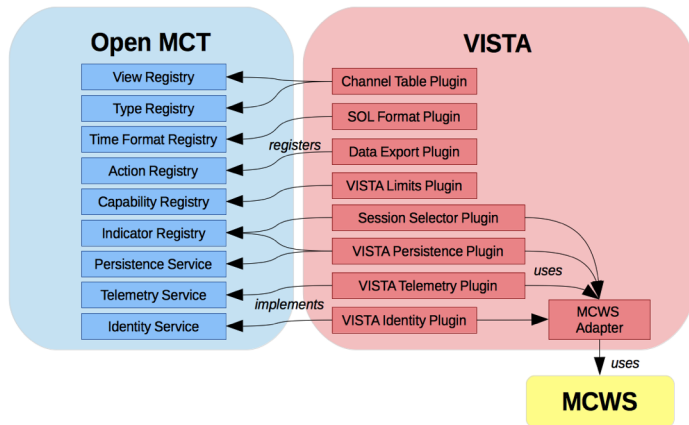 Open MCT
VISTA
View Registry
Channel Table Plugin
Type Registry
SOL Format Plugin
Time Format Registry
registers
Data Export Plugin
Action Registry
VISTA Limits Plugin
Capability Registry
Session Selector Plugin
Indicator Registry
VISTA Persistence Plugin
Persistence Service
uses
VISTA Telemetry Plugin
Telemetry Service
implements
MCWS
Adapter
VISTA Identity Plugin
Identity Service
uses
MCWS